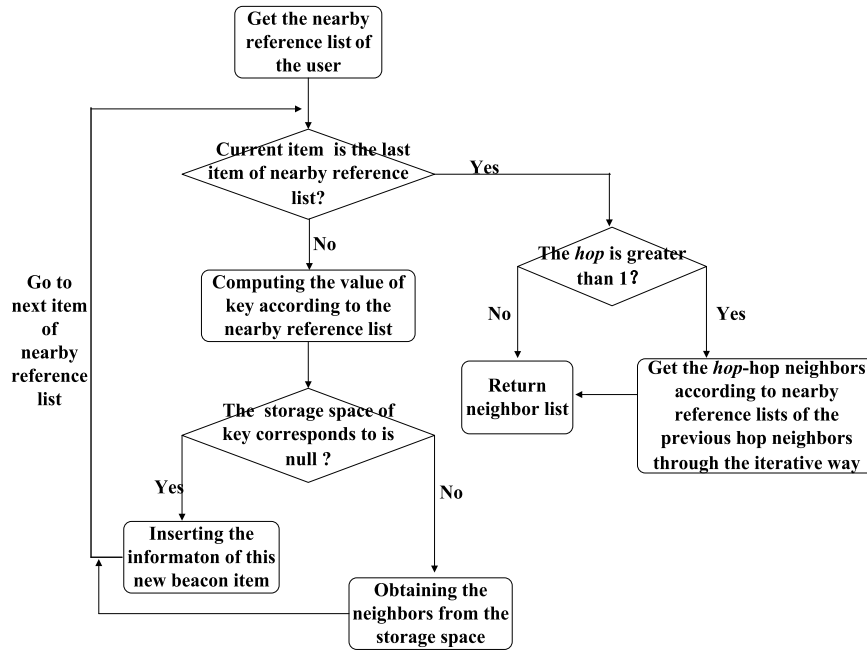 Get the nearby
reference list of
the user
Current item is the last
item of nearby reference
list?
Yes
No
The hop is greater
than 1？
Go to
next item
of
nearby
reference
list
Computing the value of
key according to the
nearby reference list
No
Yes
Return
neighbor list
Get the hop-hop neighbors
according to nearby
reference lists of the
previous hop neighbors
through the iterative way
The storage space of
key corresponds to is
null ?
Yes
No
Inserting the
informaton of this
new beacon item
Obtaining the
neighbors from the
storage space